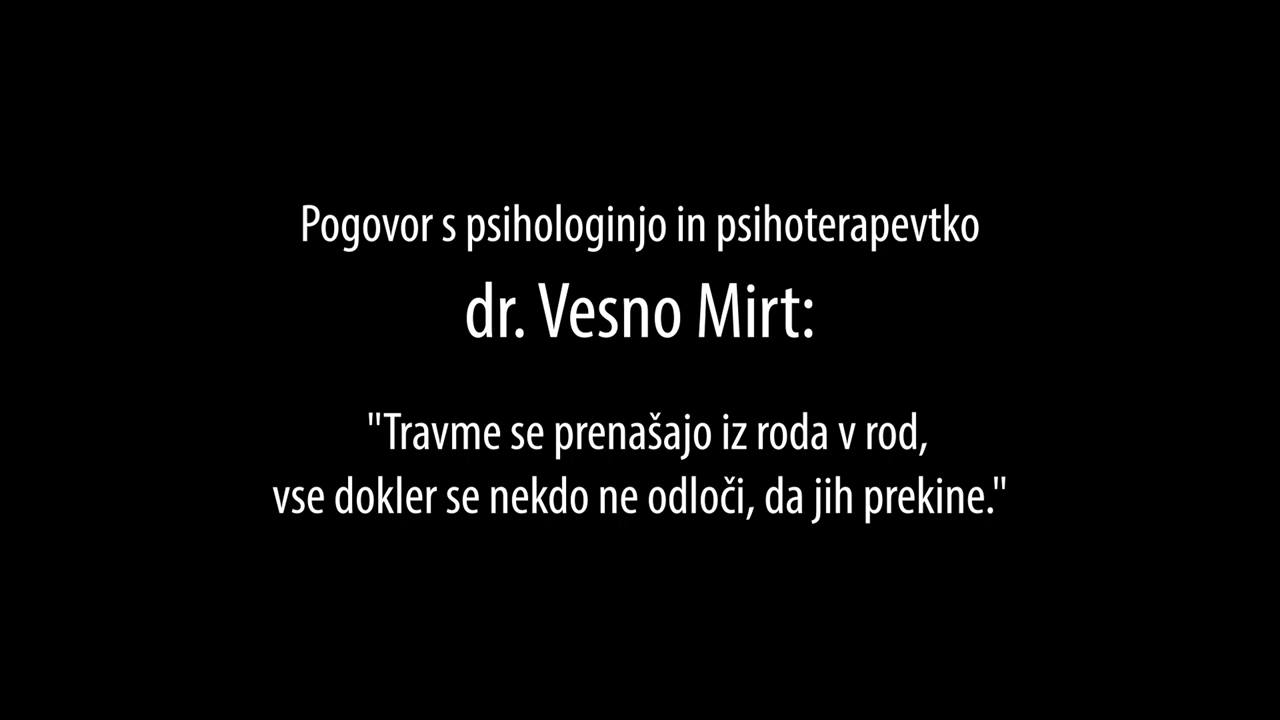 Pogovor s psihologinjo in psihoterapevtko
dr. Vesno Mirt:
"Travme se prenašajo iz roda v rod,
vse dokler se nekdo ne odloči, da jih prekine."